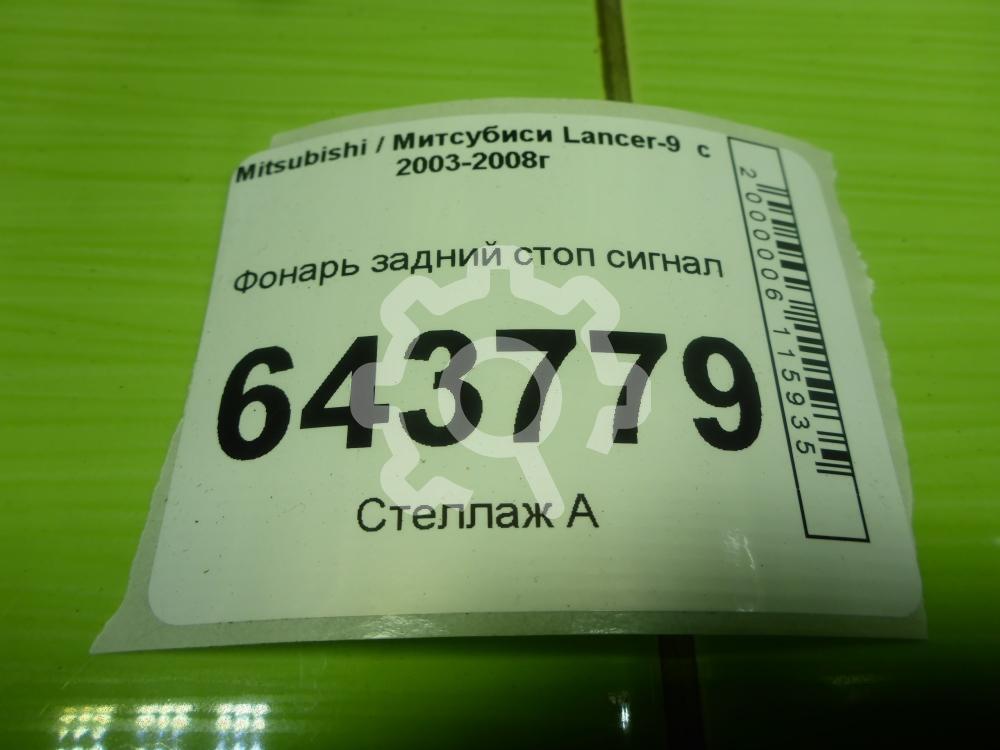 Mitsubishi / Митсубиси Lancer-9 с
2003-2008г
Фонарь задний стоп сигнал
643779
Стеллаж А
2000006115935